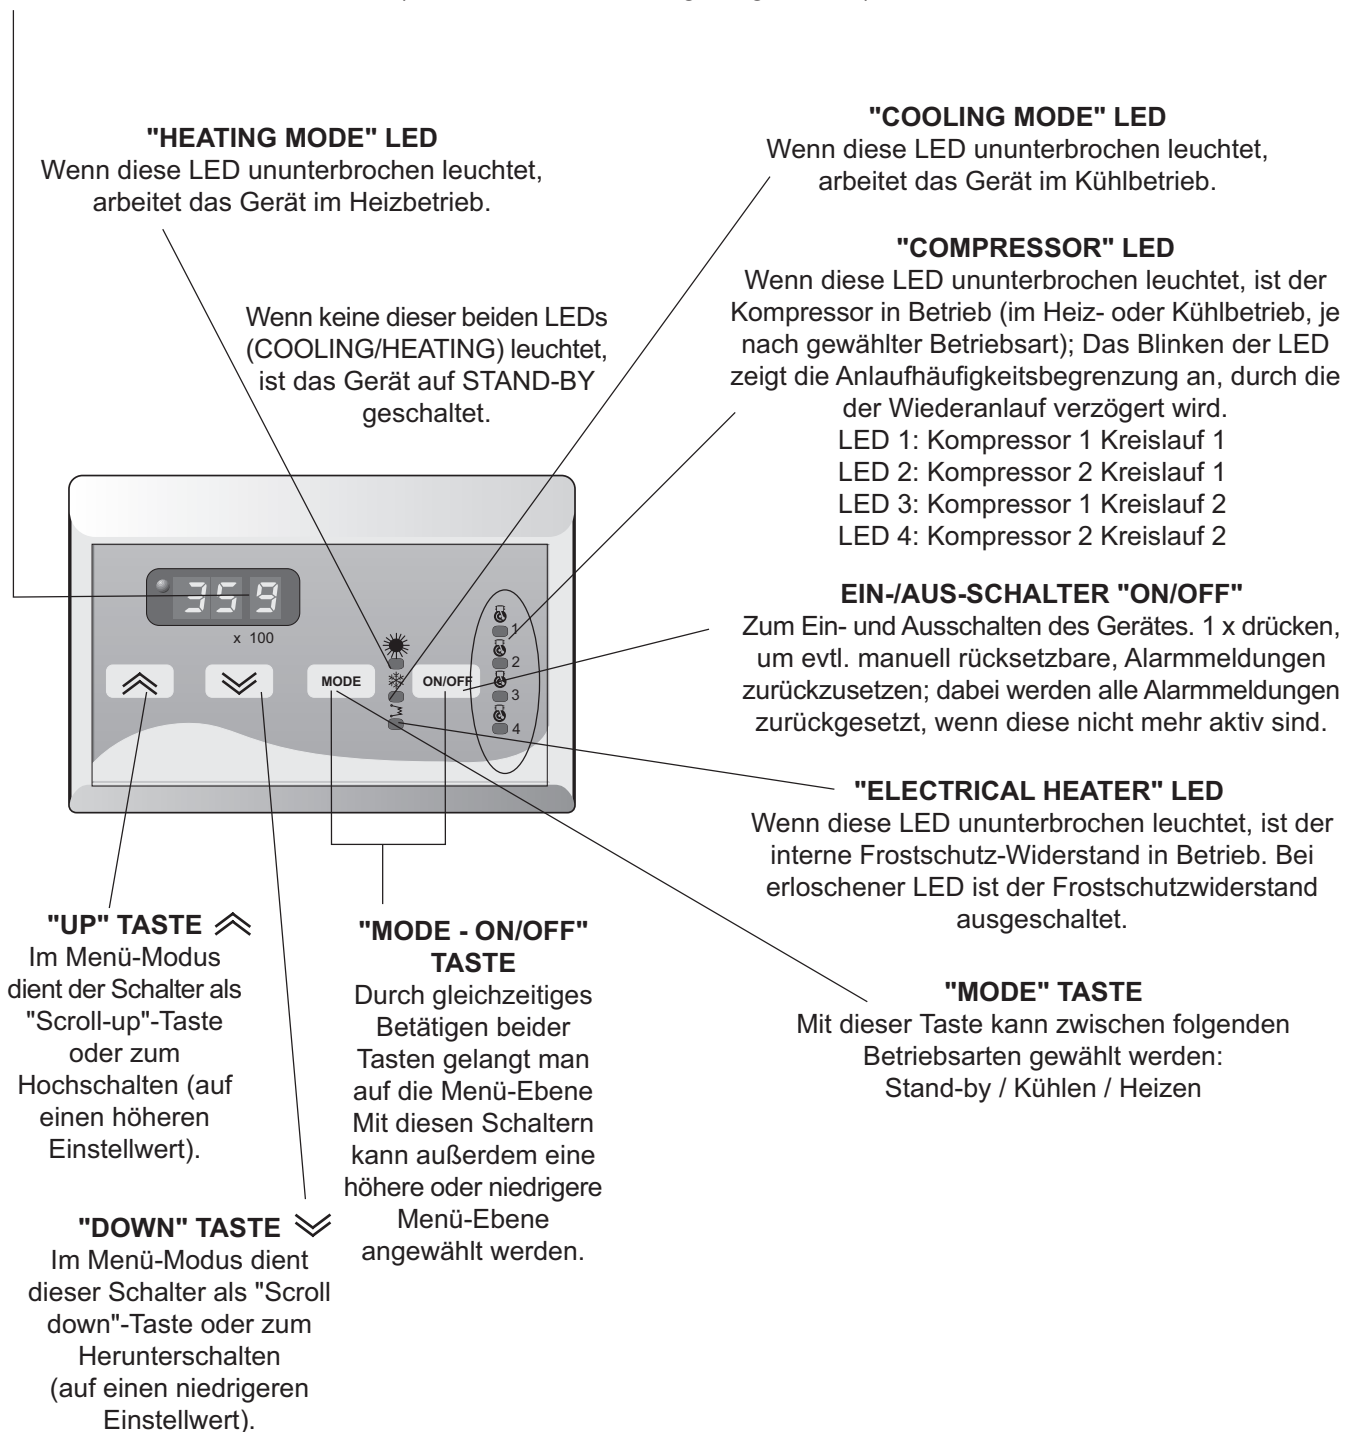 "HEATING MODE" LED
Wenn diese LED ununterbrochen leuchtet,
arbeitet das Gerät im Heizbetrieb.
Wenn keine dieser beiden LEDs
(COOLING/HEATING) leuchtet,
ist das Gerät auf STAND-BY
geschaltet.
"COOLING MODE" LED
Wenn diese LED ununterbrochen leuchtet,
arbeitet das Gerät im Kühlbetrieb.
"COMPRESSOR" LED
Wenn diese LED ununterbrochen leuchtet, ist der
Kompressor in Betrieb (im Heiz- oder Kühlbetrieb, je
nach gewählter Betriebsart); Das Blinken der LED
zeigt die Anlaufhäufigkeitsbegrenzung an, durch die
der Wiederanlauf verzögert wird.
LED 1: Kompressor 1 Kreislauf 1
LED 2: Kompressor 2 Kreislauf 1
LED 3: Kompressor 1 Kreislauf 2
LED 4: Kompressor 2 Kreislauf 2
359
x 100
MODE
ON/OFF
1
2
3
4
EIN-/AUS-SCHALTER "ON/OFF"
Zum Ein- und Ausschalten des Gerätes. 1 x drücken,
um evtl. manuell rücksetzbare, Alarmmeldungen
zurückzusetzen; dabei werden alle Alarmmeldungen
zurückgesetzt, wenn diese nicht mehr aktiv sind.
"ELECTRICAL HEATER" LED
Wenn diese LED ununterbrochen leuchtet, ist der
interne Frostschutz-Widerstand in Betrieb. Bei
erloschener LED ist der Frostschutzwiderstand
ausgeschaltet.
"MODE" TASTE
Mit dieser Taste kann zwischen folgenden
Betriebsarten gewählt werden:
Stand-by / Kühlen / Heizen
"UP" TASTE
Im Menü-Modus
dient der Schalter als
"Scroll-up"-Taste
oder zum
Hochschalten (auf
einen höheren
Einstellwert).
"MODE - ON/OFF"
TASTE
Durch gleichzeitiges
Betätigen beider
Tasten gelangt man
auf die Menü-Ebene
Mit diesen Schaltern
kann außerdem eine
höhere oder niedrigere
Menü-Ebene
angewählt werden.
"DOWN" TASTE
Im Menü-Modus dient
dieser Schalter als "Scroll
down"-Taste oder zum
Herunterschalten
(auf einen niedrigeren
Einstellwert).